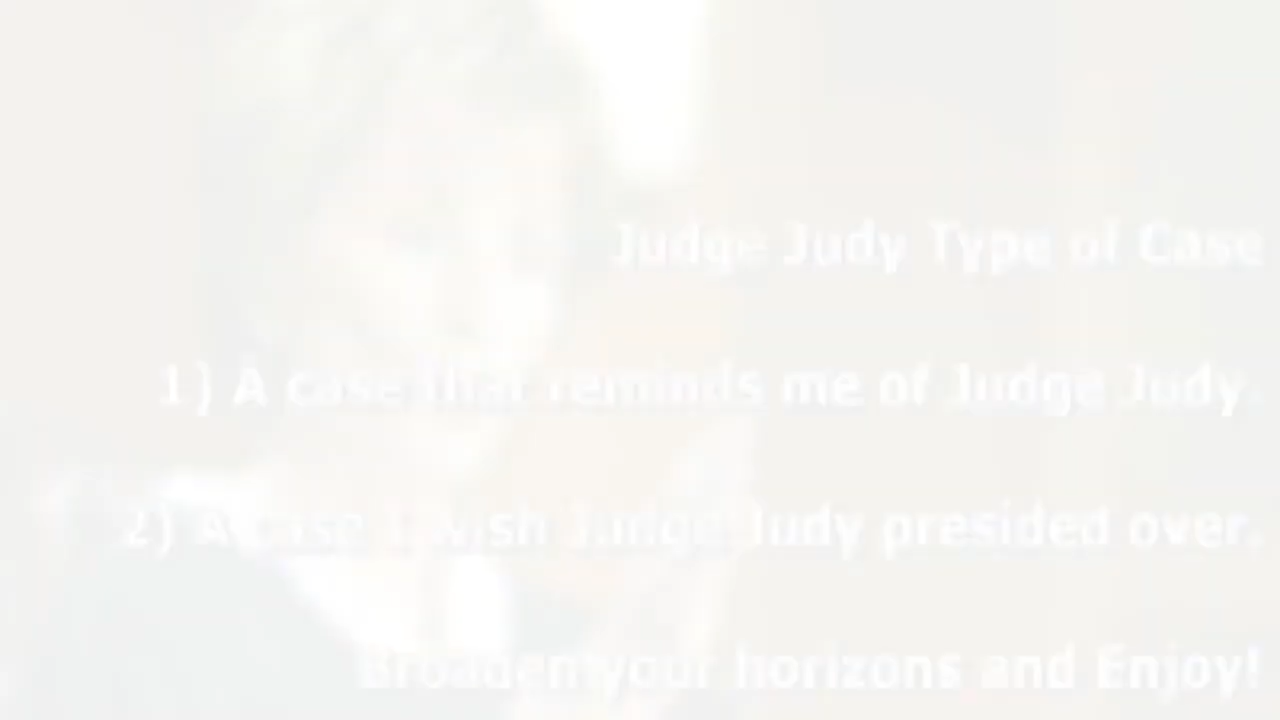 Judge Judy Type of Case
1) A case that reminds me of Judge Judy.
2) A case I wish Judge Judy presided over.
Broaden your horizons and Enjoy!